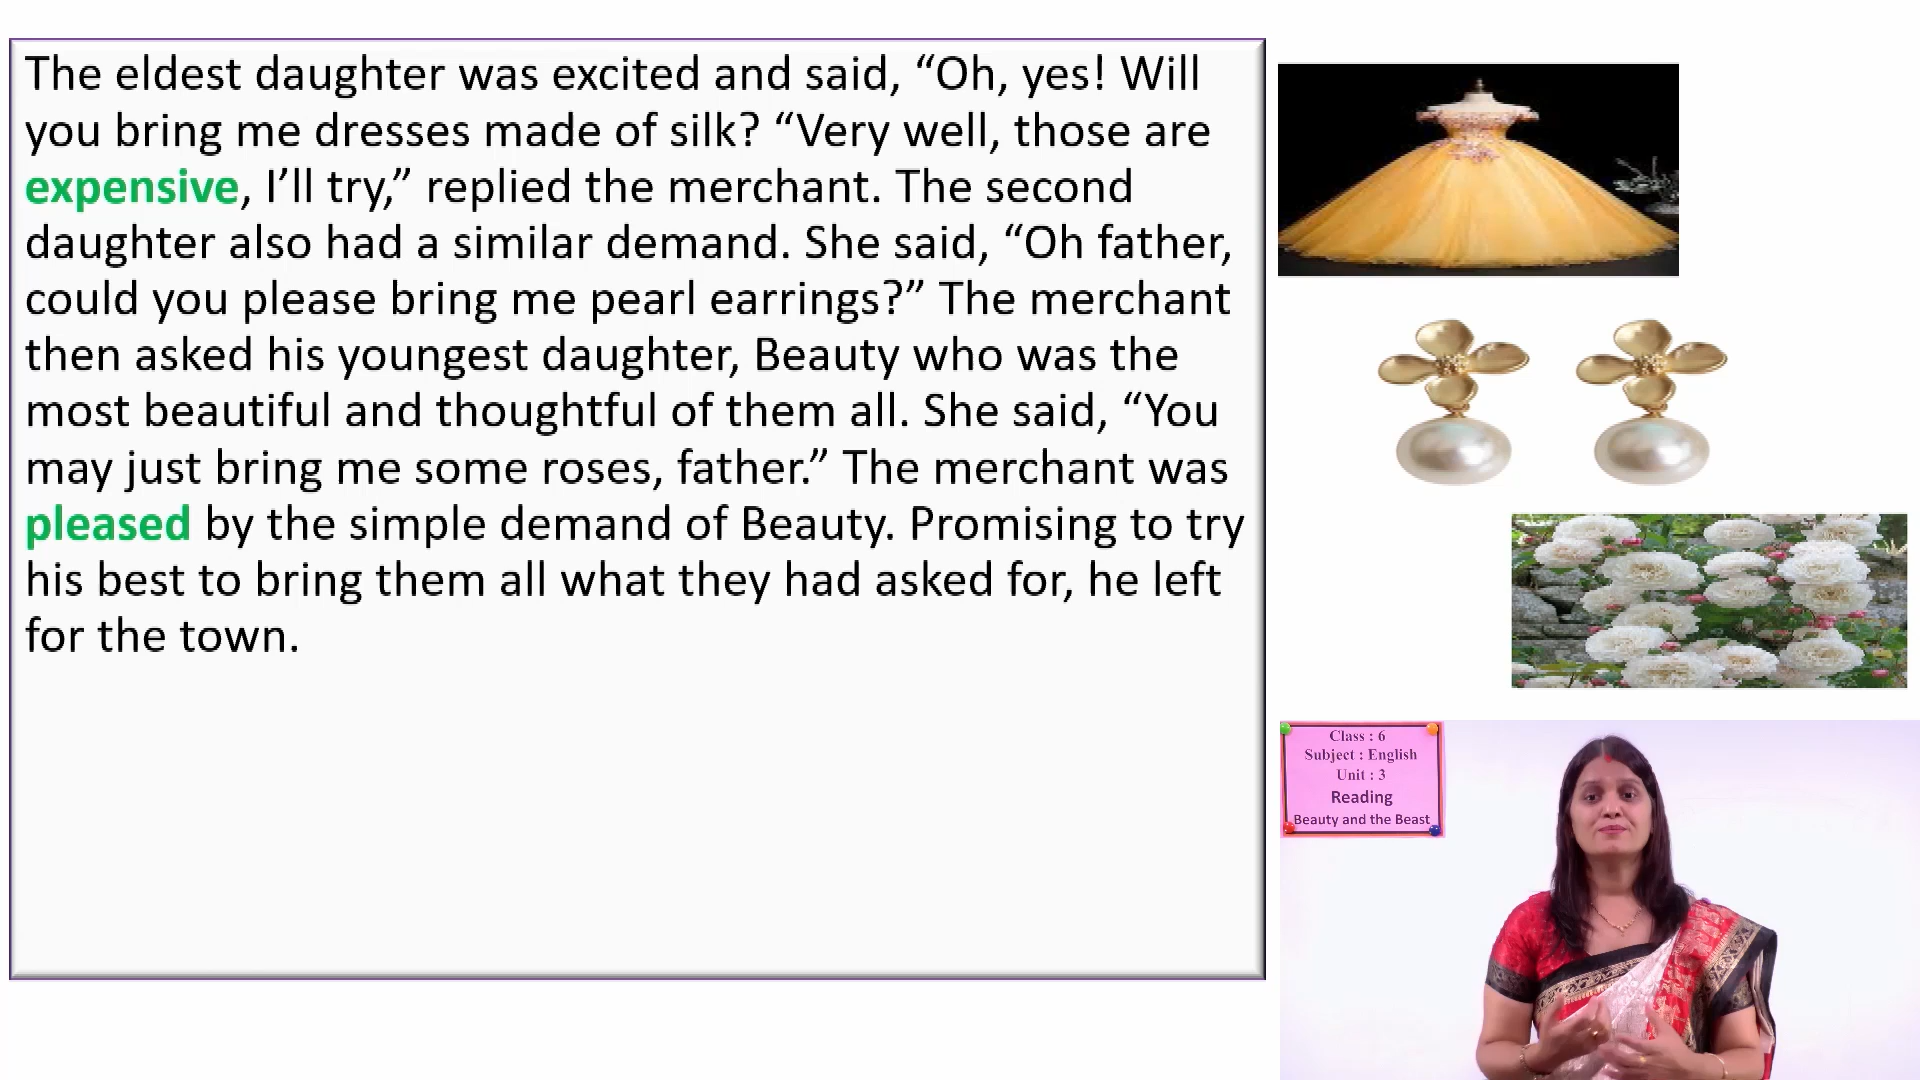 The eldest daughter was excited and said, “Oh, yes! Will
you bring me dresses made of silk? “Very well, those are
expensive, I’ll try,” replied the merchant. The second
daughter also had a similar demand. She said, “Oh father,
could you please bring me pearl earrings?” The merchant
then asked his youngest daughter, Beauty who was the
most beautiful and thoughtful of them all. She said, “You
may just bring me some roses, father.” The merchant was
pleased by the simple demand of Beauty. Promising to try
his best to bring them all what they had asked for, he left
for the town.
Class : 6
Subject : English
Unit : 3
Reading
Beauty and the Beast